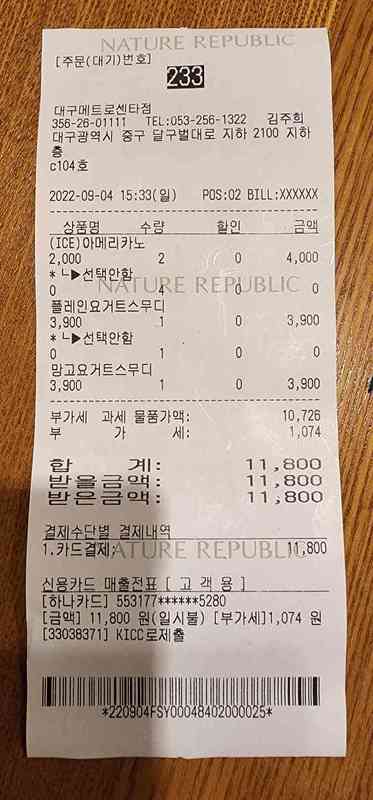 NATURE REPUBLIC
[주문(대기)번호]
233
대구메트로센타점
356-26-01111 TEL:053-256-1322 김주희
대구광역시 중구 달구벌대로 지하 2100 지하
층
c104호
2022-09-04 15:33(일) POS:02 BILL:XXXXXX
상품명 수량 할인 금액
(ICE)아메리카노
2,000 2 0 4,000
* ┗▶선택안함
0 4 0 0
NATURE REPUBLIC
플레인요거트스무디
3,900 1 0 3,900
* ┗▶선택안함
0 1 0 0
망고요거트스무디
3,900 1 0 3,900
부가세 과세 물품가액: 10,726
부 가 세: 1,074
합 계: 11,800
받을금액: 11,800
받은금액: 11,800
결제수단별 결제내역
1.카드결제: 11,800
NATURE REPUBLIC
신용카드 매출전표 [ 고 객 용 ]
[하나카드] 553177******5280
[금액] 11,800 원(일시불) [부가세]1,074 원
[33038371] KICC로제출
*220904FSY00048402000025*